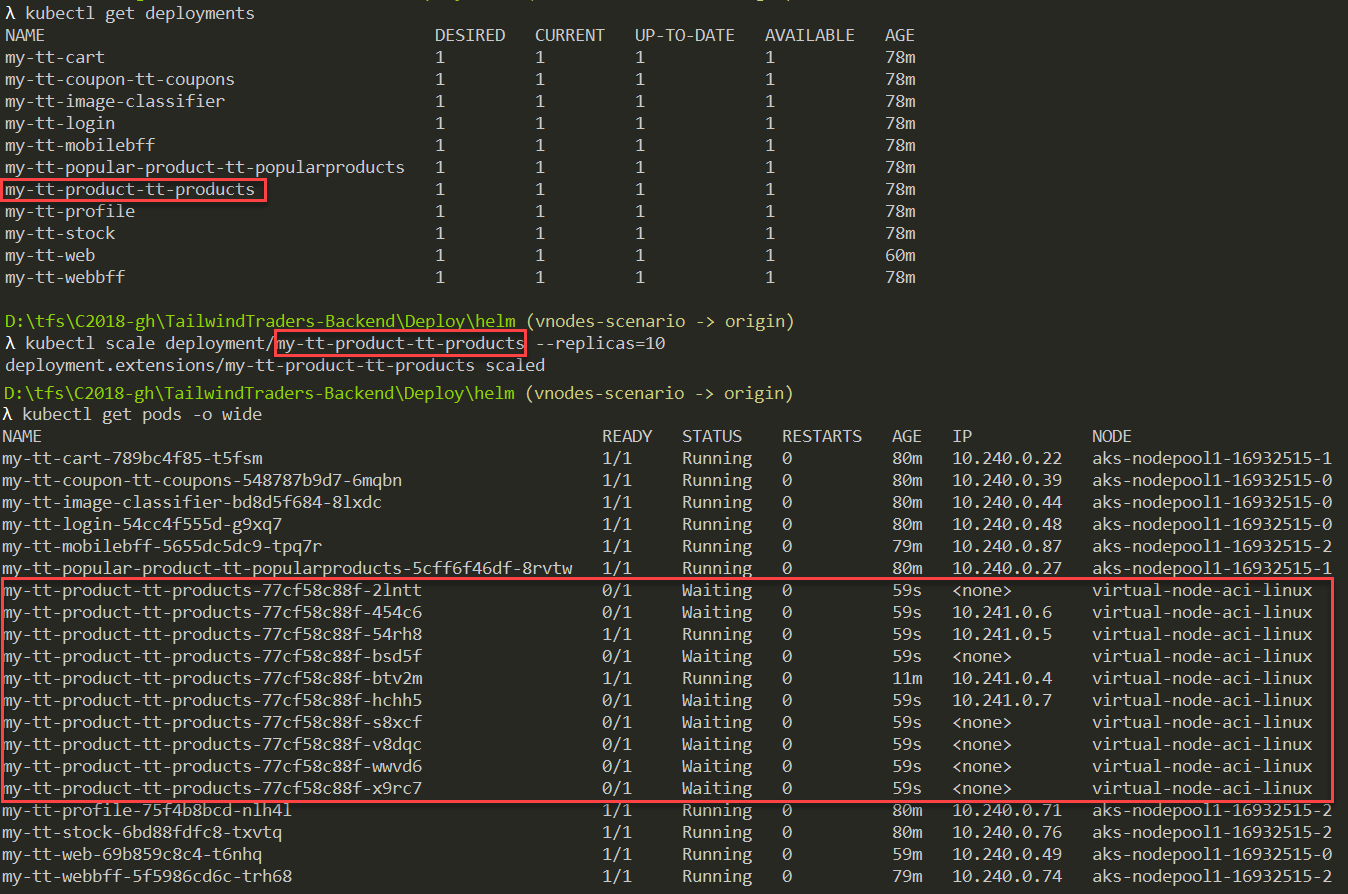 λ kubectl get deployments
NAME DESIRED CURRENT UP-TO-DATE AVAILABLE AGE
my-tt-cart 1 1 1 1 78m
my-tt-coupon-tt-coupons 1 1 1 1 78m
my-tt-image-classifier 1 1 1 1 78m
my-tt-login 1 1 1 1 78m
my-tt-mobilebff 1 1 1 1 78m
my-tt-popular-product-tt-popularproducts 1 1 1 1 78m
my-tt-product-tt-products 1 1 1 1 78m
my-tt-profile 1 1 1 1 78m
my-tt-stock 1 1 1 1 78m
my-tt-web 1 1 1 1 60m
my-tt-webbff 1 1 1 1 78m
D:\tfs\C2018-gh\TailwindTraders-Backend\Deploy\helm (vnodes-scenario -> origin)
λ kubectl scale deployment/my-tt-product-tt-products --replicas=10
deployment.extensions/my-tt-product-tt-products scaled
D:\tfs\C2018-gh\TailwindTraders-Backend\Deploy\helm (vnodes-scenario -> origin)
λ kubectl get pods -o wide
NAME READY STATUS RESTARTS AGE IP NODE
my-tt-cart-789bc4f85-t5fsm 1/1 Running 0 80m 10.240.0.22 aks-nodepool1-16932515-1
my-tt-coupon-tt-coupons-548787b9d7-6mqbn 1/1 Running 0 80m 10.240.0.39 aks-nodepool1-16932515-0
my-tt-image-classifier-bd8d5f684-8lxdc 1/1 Running 0 80m 10.240.0.44 aks-nodepool1-16932515-0
my-tt-login-54cc4f555d-g9xq7 1/1 Running 0 80m 10.240.0.48 aks-nodepool1-16932515-0
my-tt-mobilebff-5655dc5dc9-tpq7r 1/1 Running 0 79m 10.240.0.87 aks-nodepool1-16932515-2
my-tt-popular-product-tt-popularproducts-5cff6f46df-8rvtw 1/1 Running 0 80m 10.240.0.27 aks-nodepool1-16932515-1
my-tt-product-tt-products-77cf58c88f-2lntt 0/1 Waiting 0 59s <none> virtual-node-aci-linux
my-tt-product-tt-products-77cf58c88f-454c6 0/1 Waiting 0 59s 10.241.0.6 virtual-node-aci-linux
my-tt-product-tt-products-77cf58c88f-54rh8 1/1 Running 0 59s 10.241.0.5 virtual-node-aci-linux
my-tt-product-tt-products-77cf58c88f-bsd5f 0/1 Waiting 0 59s <none> virtual-node-aci-linux
my-tt-product-tt-products-77cf58c88f-btv2m 1/1 Running 0 11m 10.241.0.4 virtual-node-aci-linux
my-tt-product-tt-products-77cf58c88f-hchh5 0/1 Waiting 0 59s 10.241.0.7 virtual-node-aci-linux
my-tt-product-tt-products-77cf58c88f-s8xcf 0/1 Waiting 0 59s <none> virtual-node-aci-linux
my-tt-product-tt-products-77cf58c88f-v8dqc 0/1 Waiting 0 59s <none> virtual-node-aci-linux
my-tt-product-tt-products-77cf58c88f-wwvd6 0/1 Waiting 0 59s <none> virtual-node-aci-linux
my-tt-product-tt-products-77cf58c88f-x9rc7 0/1 Waiting 0 59s <none> virtual-node-aci-linux
my-tt-profile-75f4b8bcd-nlh4l 1/1 Running 0 80m 10.240.0.71 aks-nodepool1-16932515-2
my-tt-stock-6bd88fdfc8-txvtq 1/1 Running 0 80m 10.240.0.76 aks-nodepool1-16932515-2
my-tt-web-69b859c8c4-t6nhq 1/1 Running 0 59m 10.240.0.49 aks-nodepool1-16932515-0
my-tt-webbff-5f5986cd6c-trh68 1/1 Running 0 79m 10.240.0.74 aks-nodepool1-16932515-2